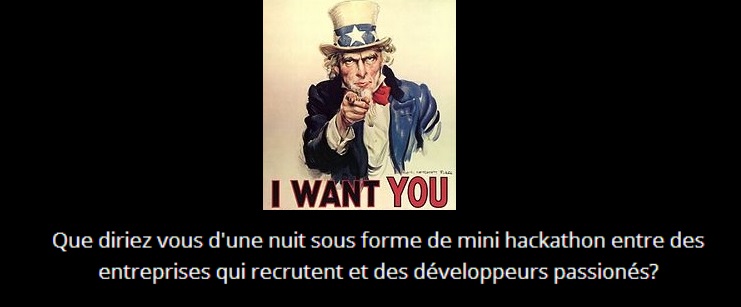 I WANT YOU
Que diriez vous d'une nuit sous forme de mini hackathon entre des
entreprises qui recrutent et des développeurs passionés?